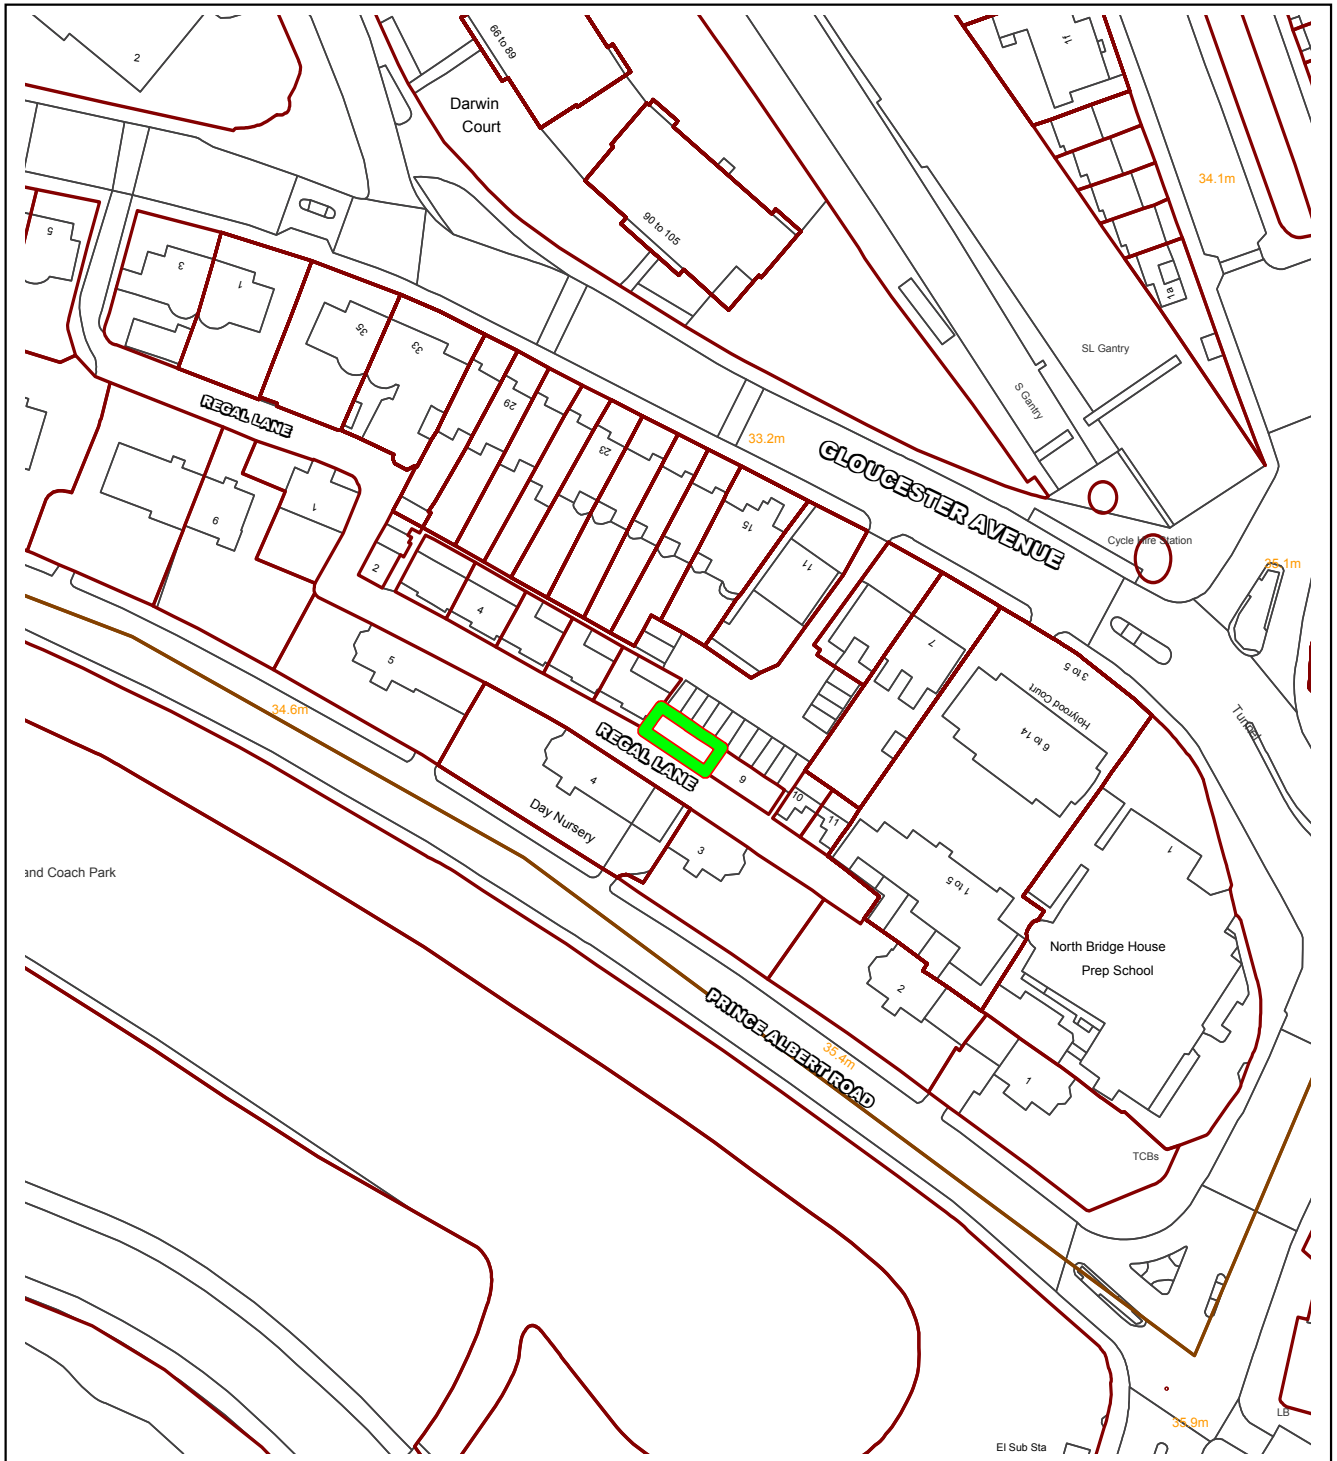 2
66 to 89
11
Darwin
Court
34.1m
90 to 105
5
3
1
1a
35
33
SL Gantry
S Gantry
REGAL LANE
29
33.2m
23
GLOUCESTER AVENUE
15
Cycle Hire Station
35.1m
11
9
1
2
4
7
5
3 to 5
Holyrood Court
6 to 14
34.6m
Tunnel
REGAL LANE
4
9
10
11
Day Nursery
3
1
and Coach Park
1 to 5
North Bridge House
Prep School
2
PRINCE ALBERT ROAD
35.4m
1
TCBs
35.9m
LB
El Sub Sta